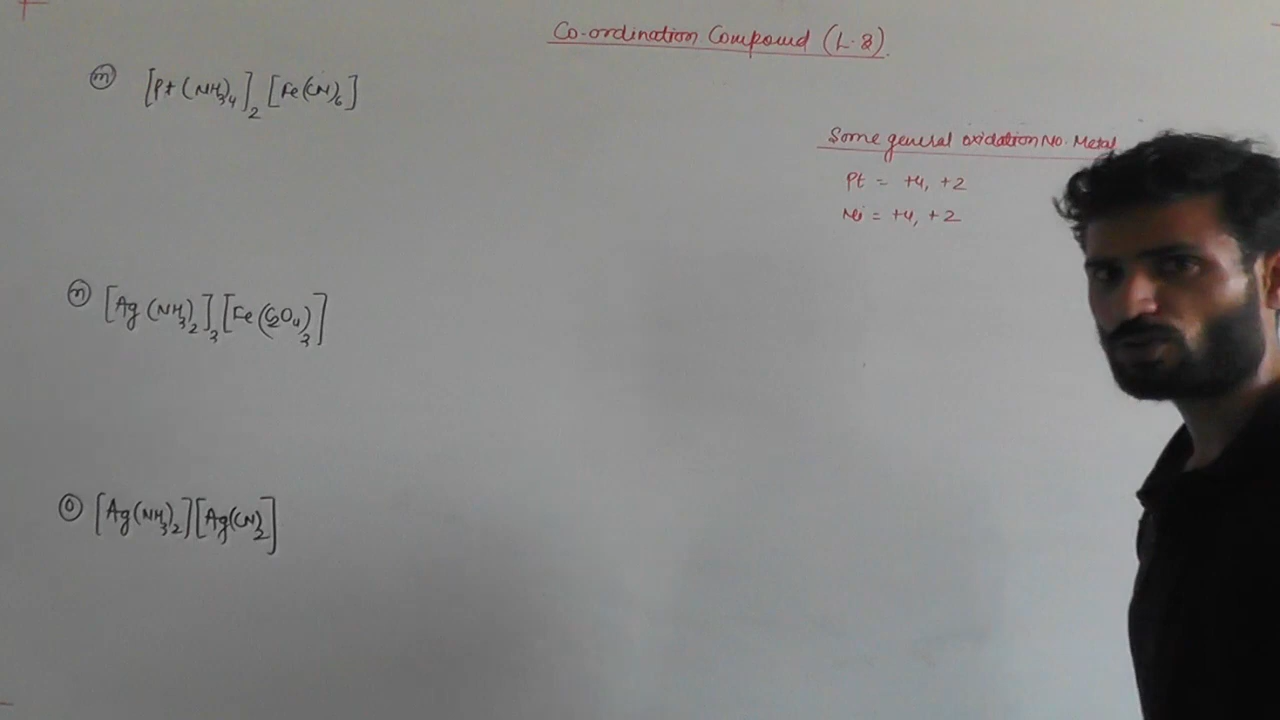 Co-ordination Compound (L-8).
(m) [Pt(NH3)4]2 [Fe(CN)6]
Some general oxidation No. Metal
Pt = +4, +2
Ni = +4, +2
(n) [Ag(NH3)2]3[Fe(C2O4)3]
(o) [Ag(NH3)2][Ag(CN)2]